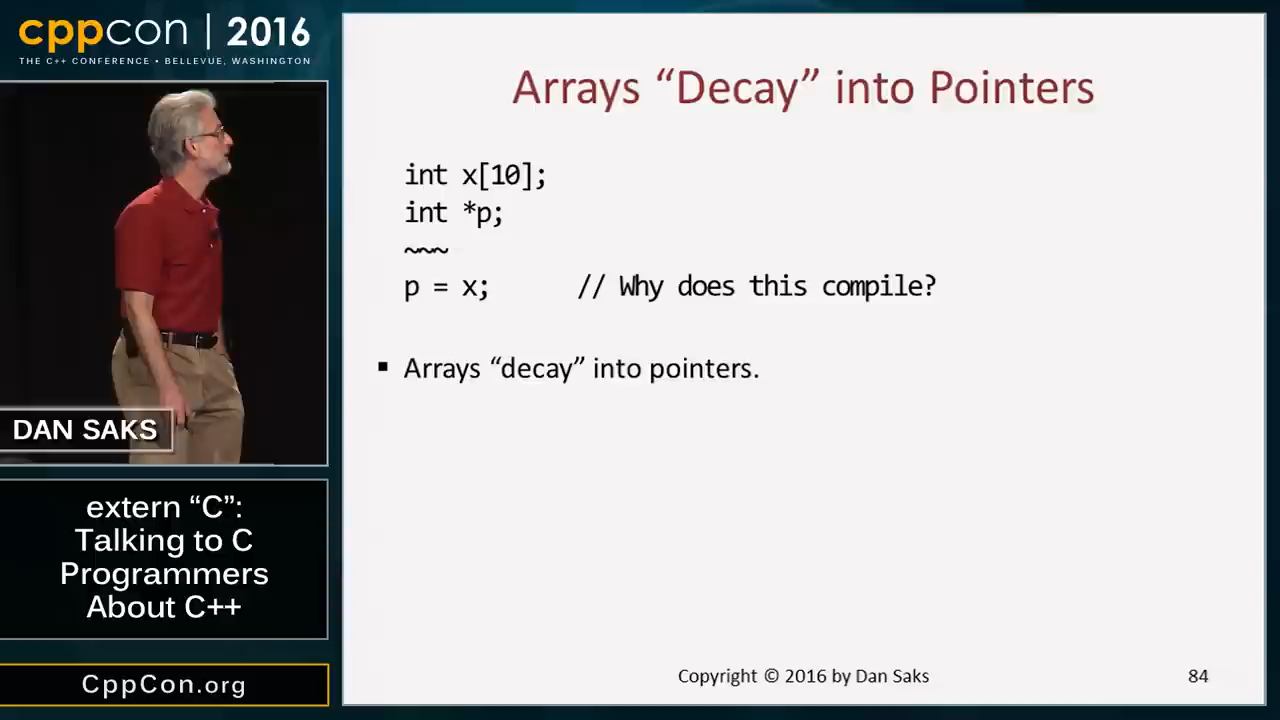 cppcon | 2016
THE C++ CONFERENCE • BELLEVUE, WASHINGTON
Arrays “Decay” into Pointers
int x[10];
int *p;
~~~
p = x; // Why does this compile?
▪ Arrays “decay” into pointers.
DAN SAKS
extern “C”:
Talking to C
Programmers
About C++
CppCon.org
Copyright © 2016 by Dan Saks
84